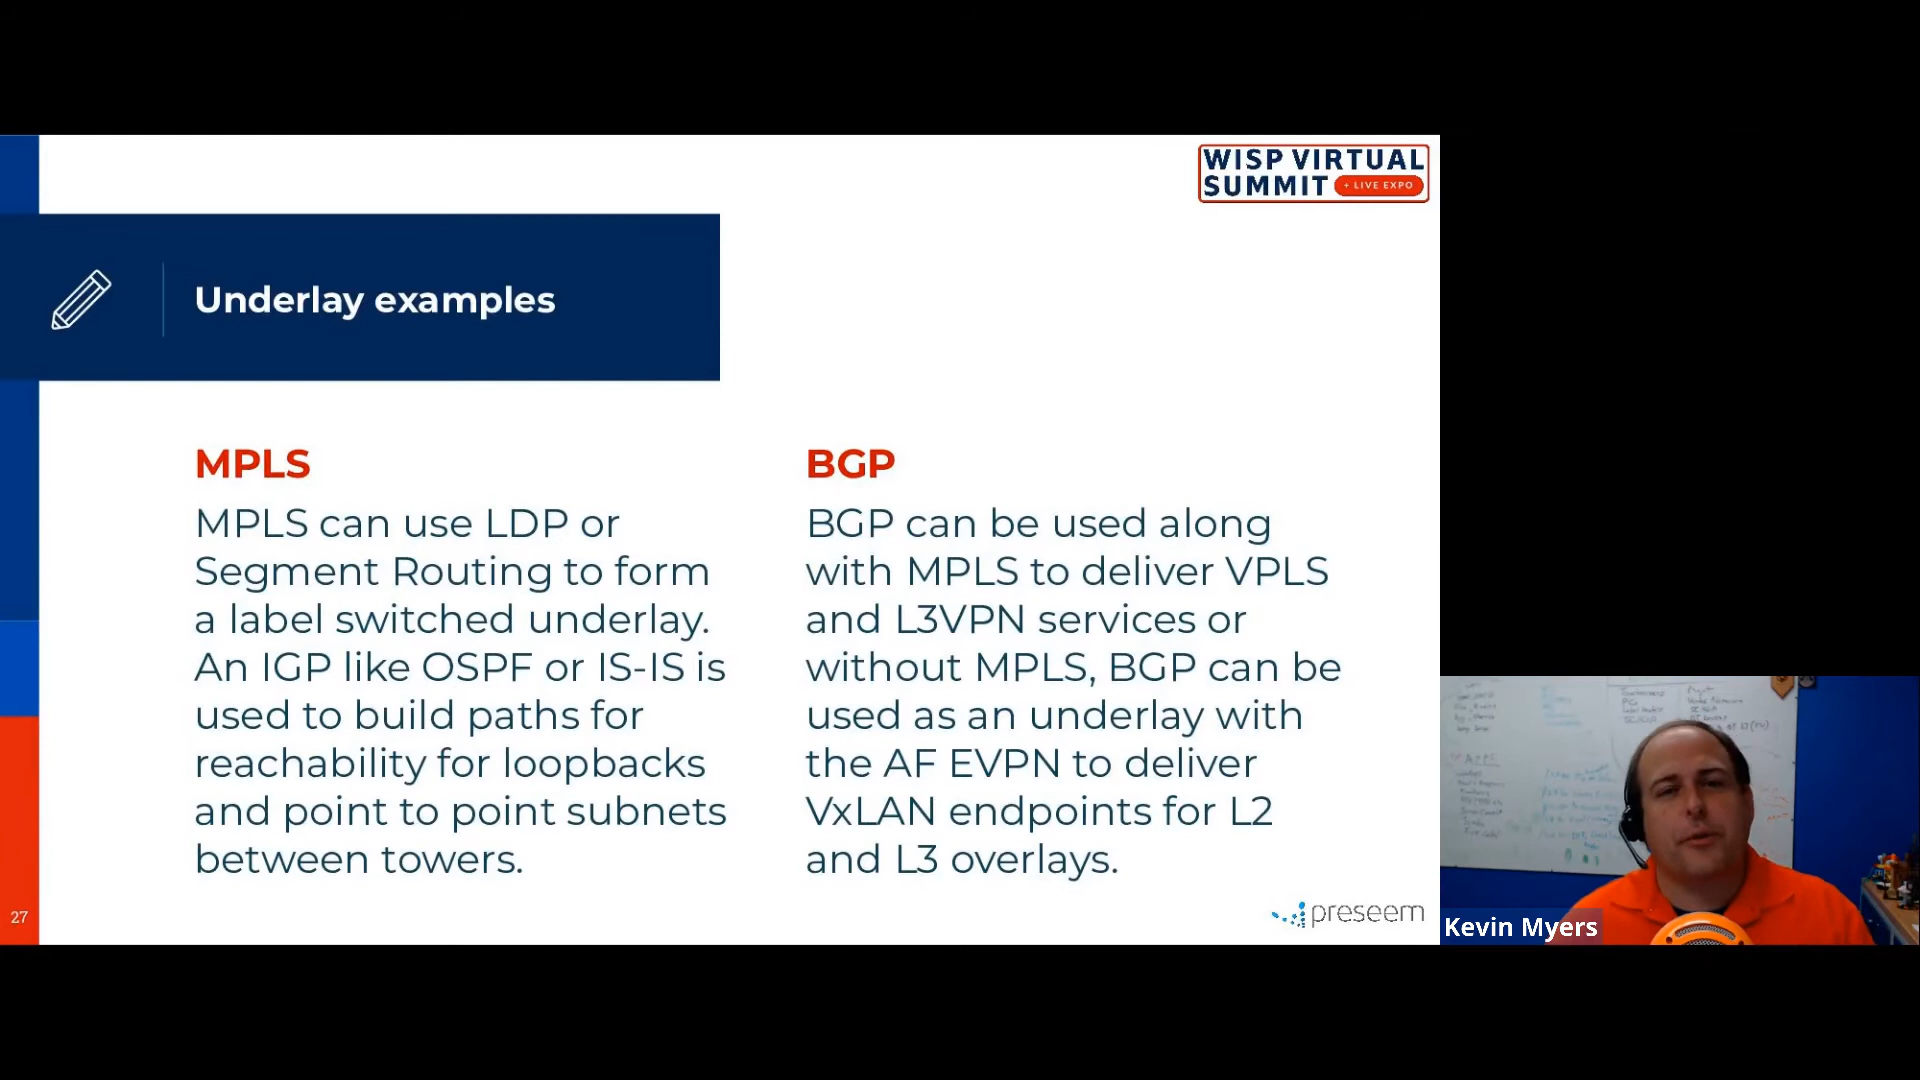 WISP VIRTUAL
SUMMIT + LIVE EXPO
Underlay examples
MPLS
MPLS can use LDP or
Segment Routing to form
a label switched underlay.
An IGP like OSPF or IS-IS is
used to build paths for
reachability for loopbacks
and point to point subnets
between towers.
BGP
BGP can be used along
with MPLS to deliver VPLS
and L3VPN services or
without MPLS, BGP can be
used as an underlay with
the AF EVPN to deliver
VxLAN endpoints for L2
and L3 overlays.
27
preseem
Kevin Myers